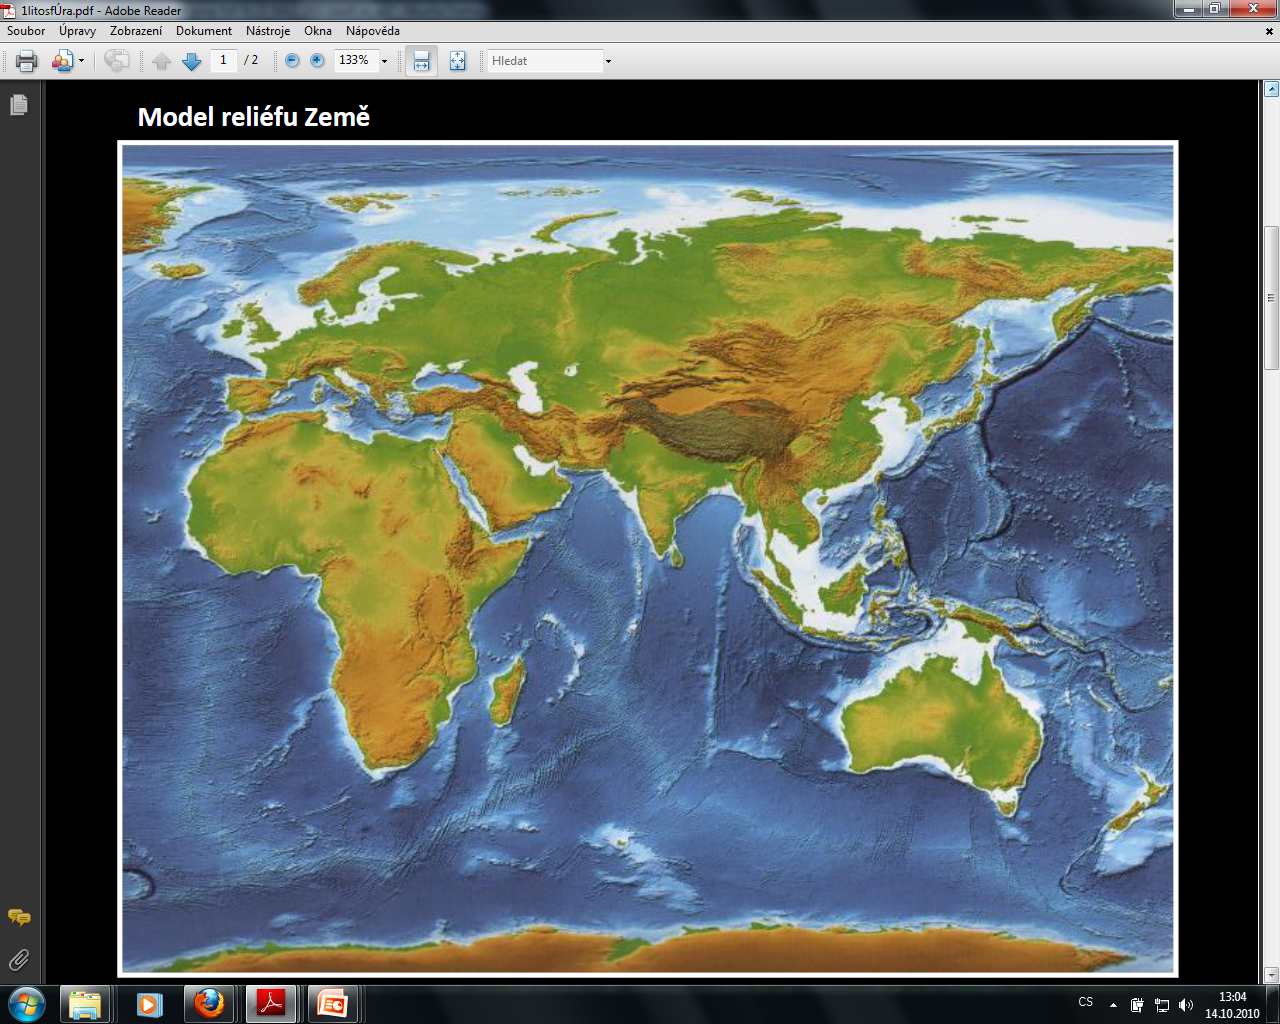 1litosfÚra.pdf - Adobe Reader
Soubor Úpravy Zobrazení Dokument Nástroje Okna Nápověda
1 / 2 133% Hledat
Model reliéfu Země
CS
13:04
14.10.2010